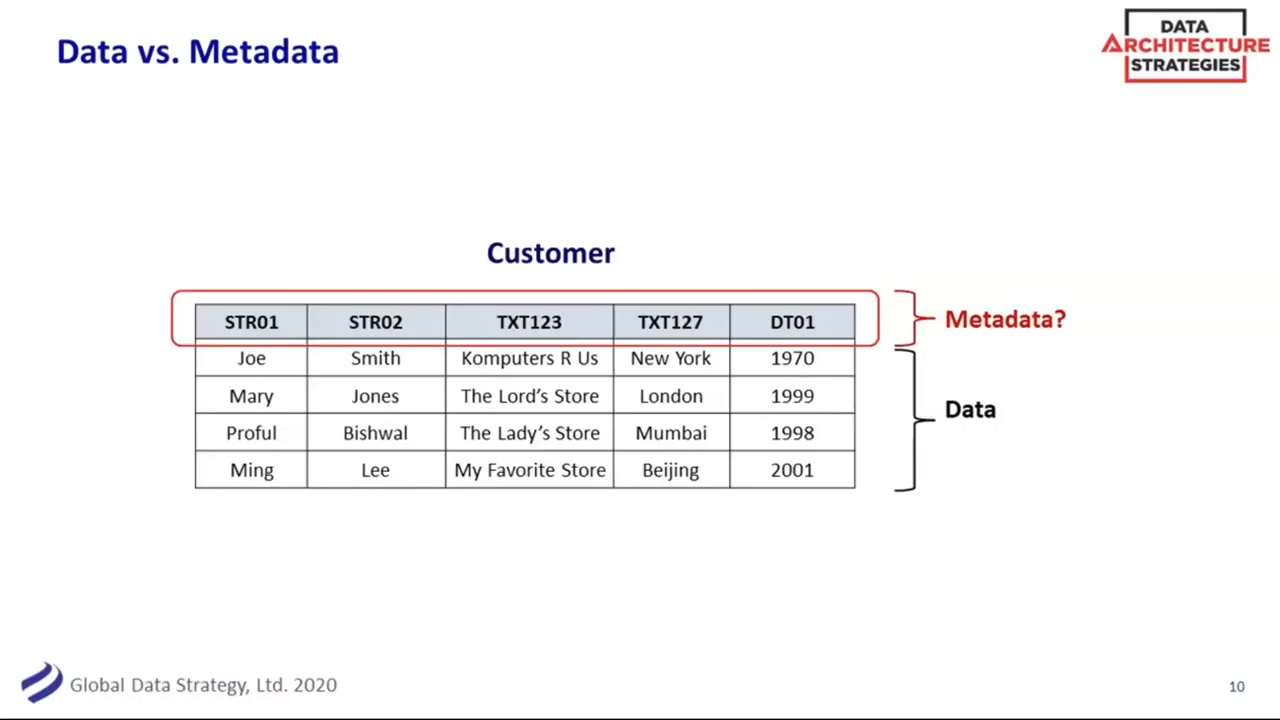 Data vs. Metadata
DATA
ARCHITECTURE
STRATEGIES
Customer
STR01 STR02 TXT123 TXT127 DT01
Metadata?
Joe Smith Komputers R Us New York 1970
Mary Jones The Lord's Store London 1999
Data
Proful Bishwal The Lady's Store Mumbai 1998
Ming Lee My Favorite Store Beijing 2001
Global Data Strategy, Ltd. 2020
10